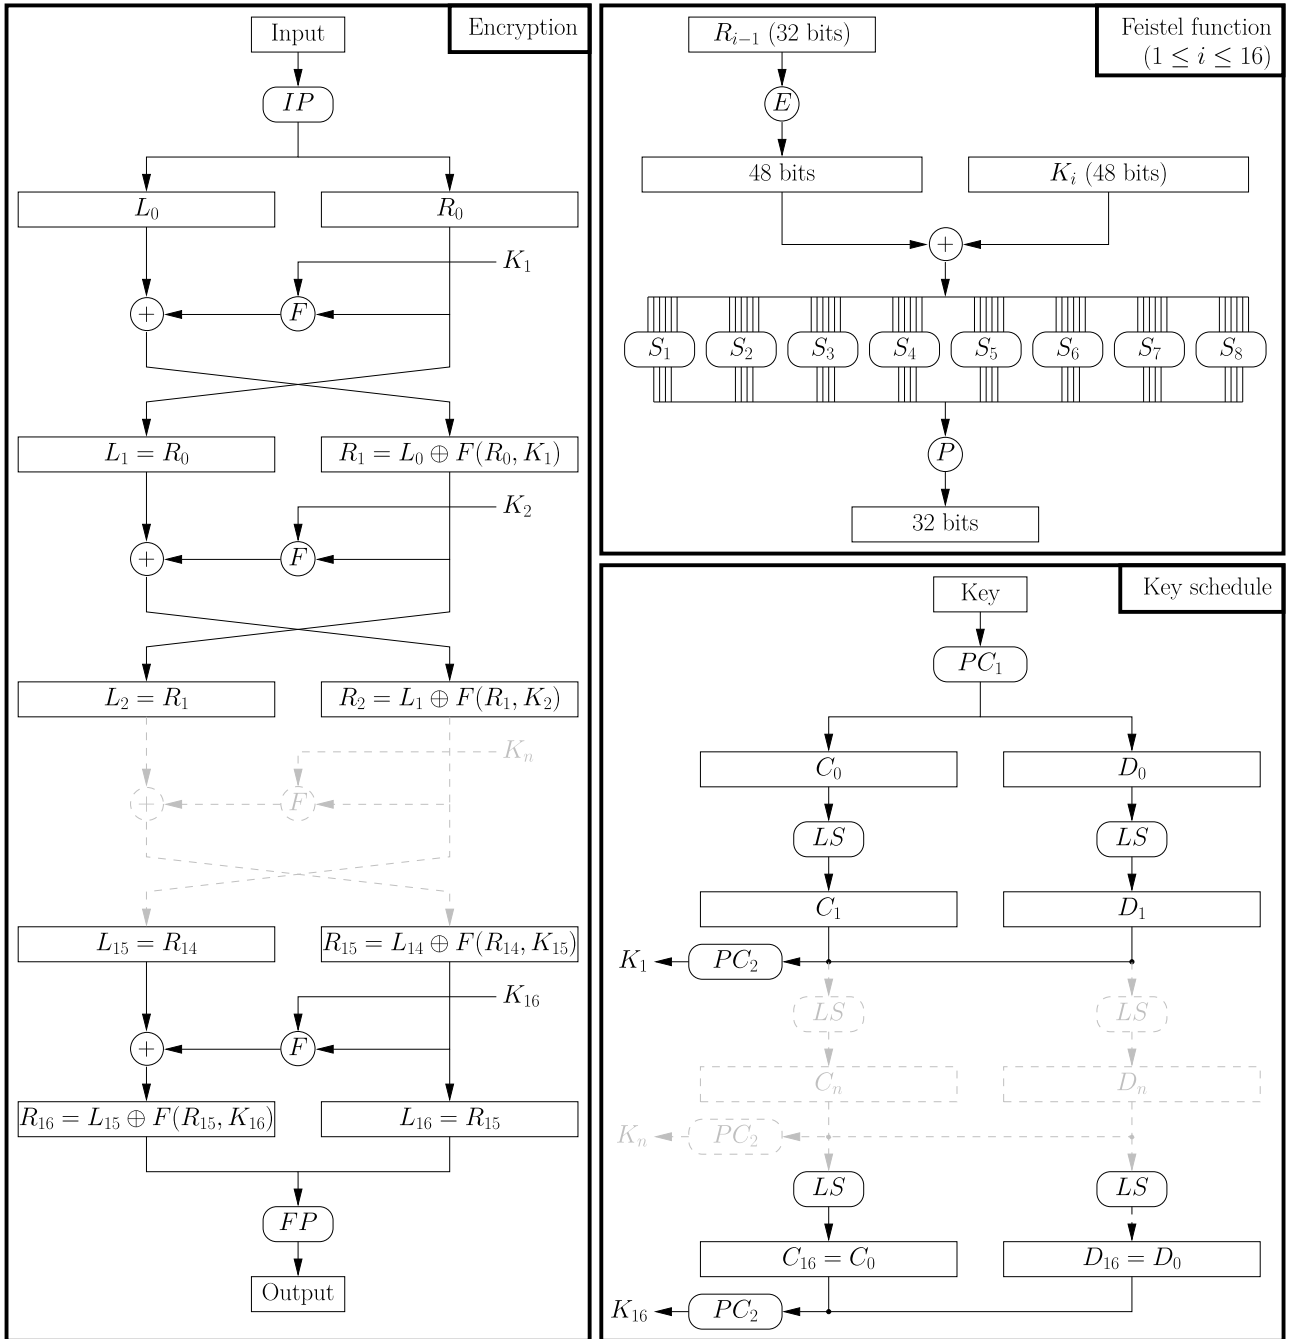 Encryption
Input
IP
L₀ R₀
K₁
+ F
L₁ = R₀ R₁ = L₀ ⊕ F(R₀, K₁)
K₂
+ F
L₂ = R₁ R₂ = L₁ ⊕ F(R₁, K₂)
Kₙ
+ F
L₁₅ = R₁₄ R₁₅ = L₁₄ ⊕ F(R₁₄, K₁₅)
K₁₆
+ F
R₁₆ = L₁₅ ⊕ F(R₁₅, K₁₆) L₁₆ = R₁₅
FP
Output
Feistel function
(1 ≤ i ≤ 16)
Rᵢ₋₁ (32 bits)
E
48 bits Kᵢ (48 bits)
+
S₁ S₂ S₃ S₄ S₅ S₆ S₇ S₈
P
32 bits
Key schedule
Key
PC₁
C₀ D₀
LS LS
C₁ D₁
K₁ PC₂
LS LS
Cₙ Dₙ
Kₙ PC₂
LS LS
C₁₆ = C₀ D₁₆ = D₀
K₁₆ PC₂